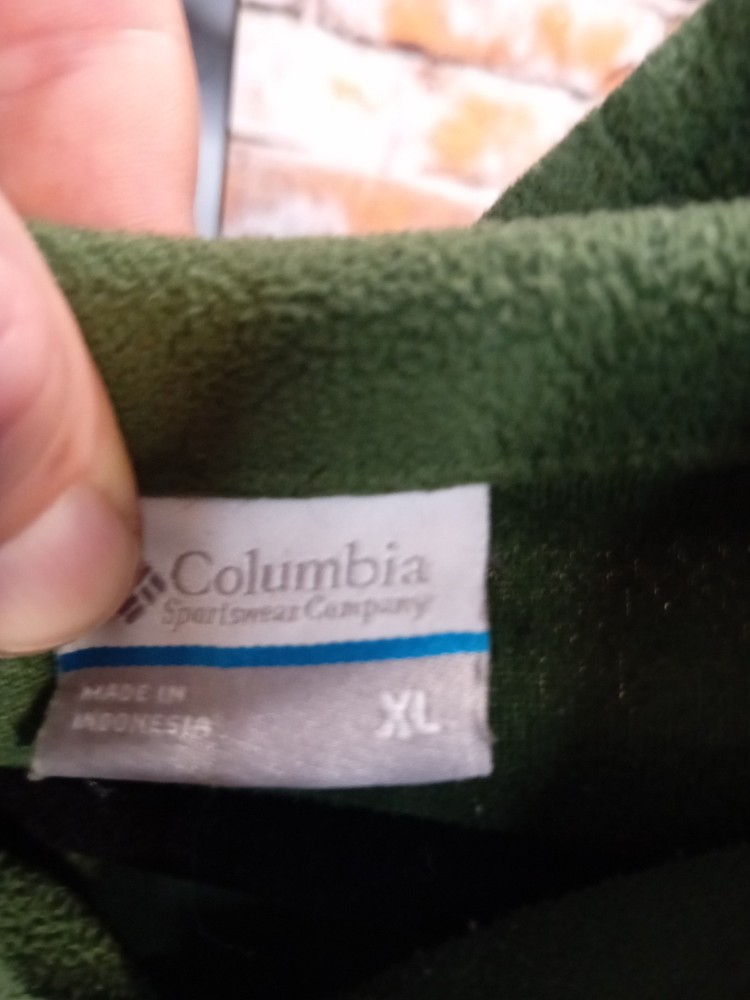 Columbia
Sportswear Company
MADE IN
INDONESIA
XL